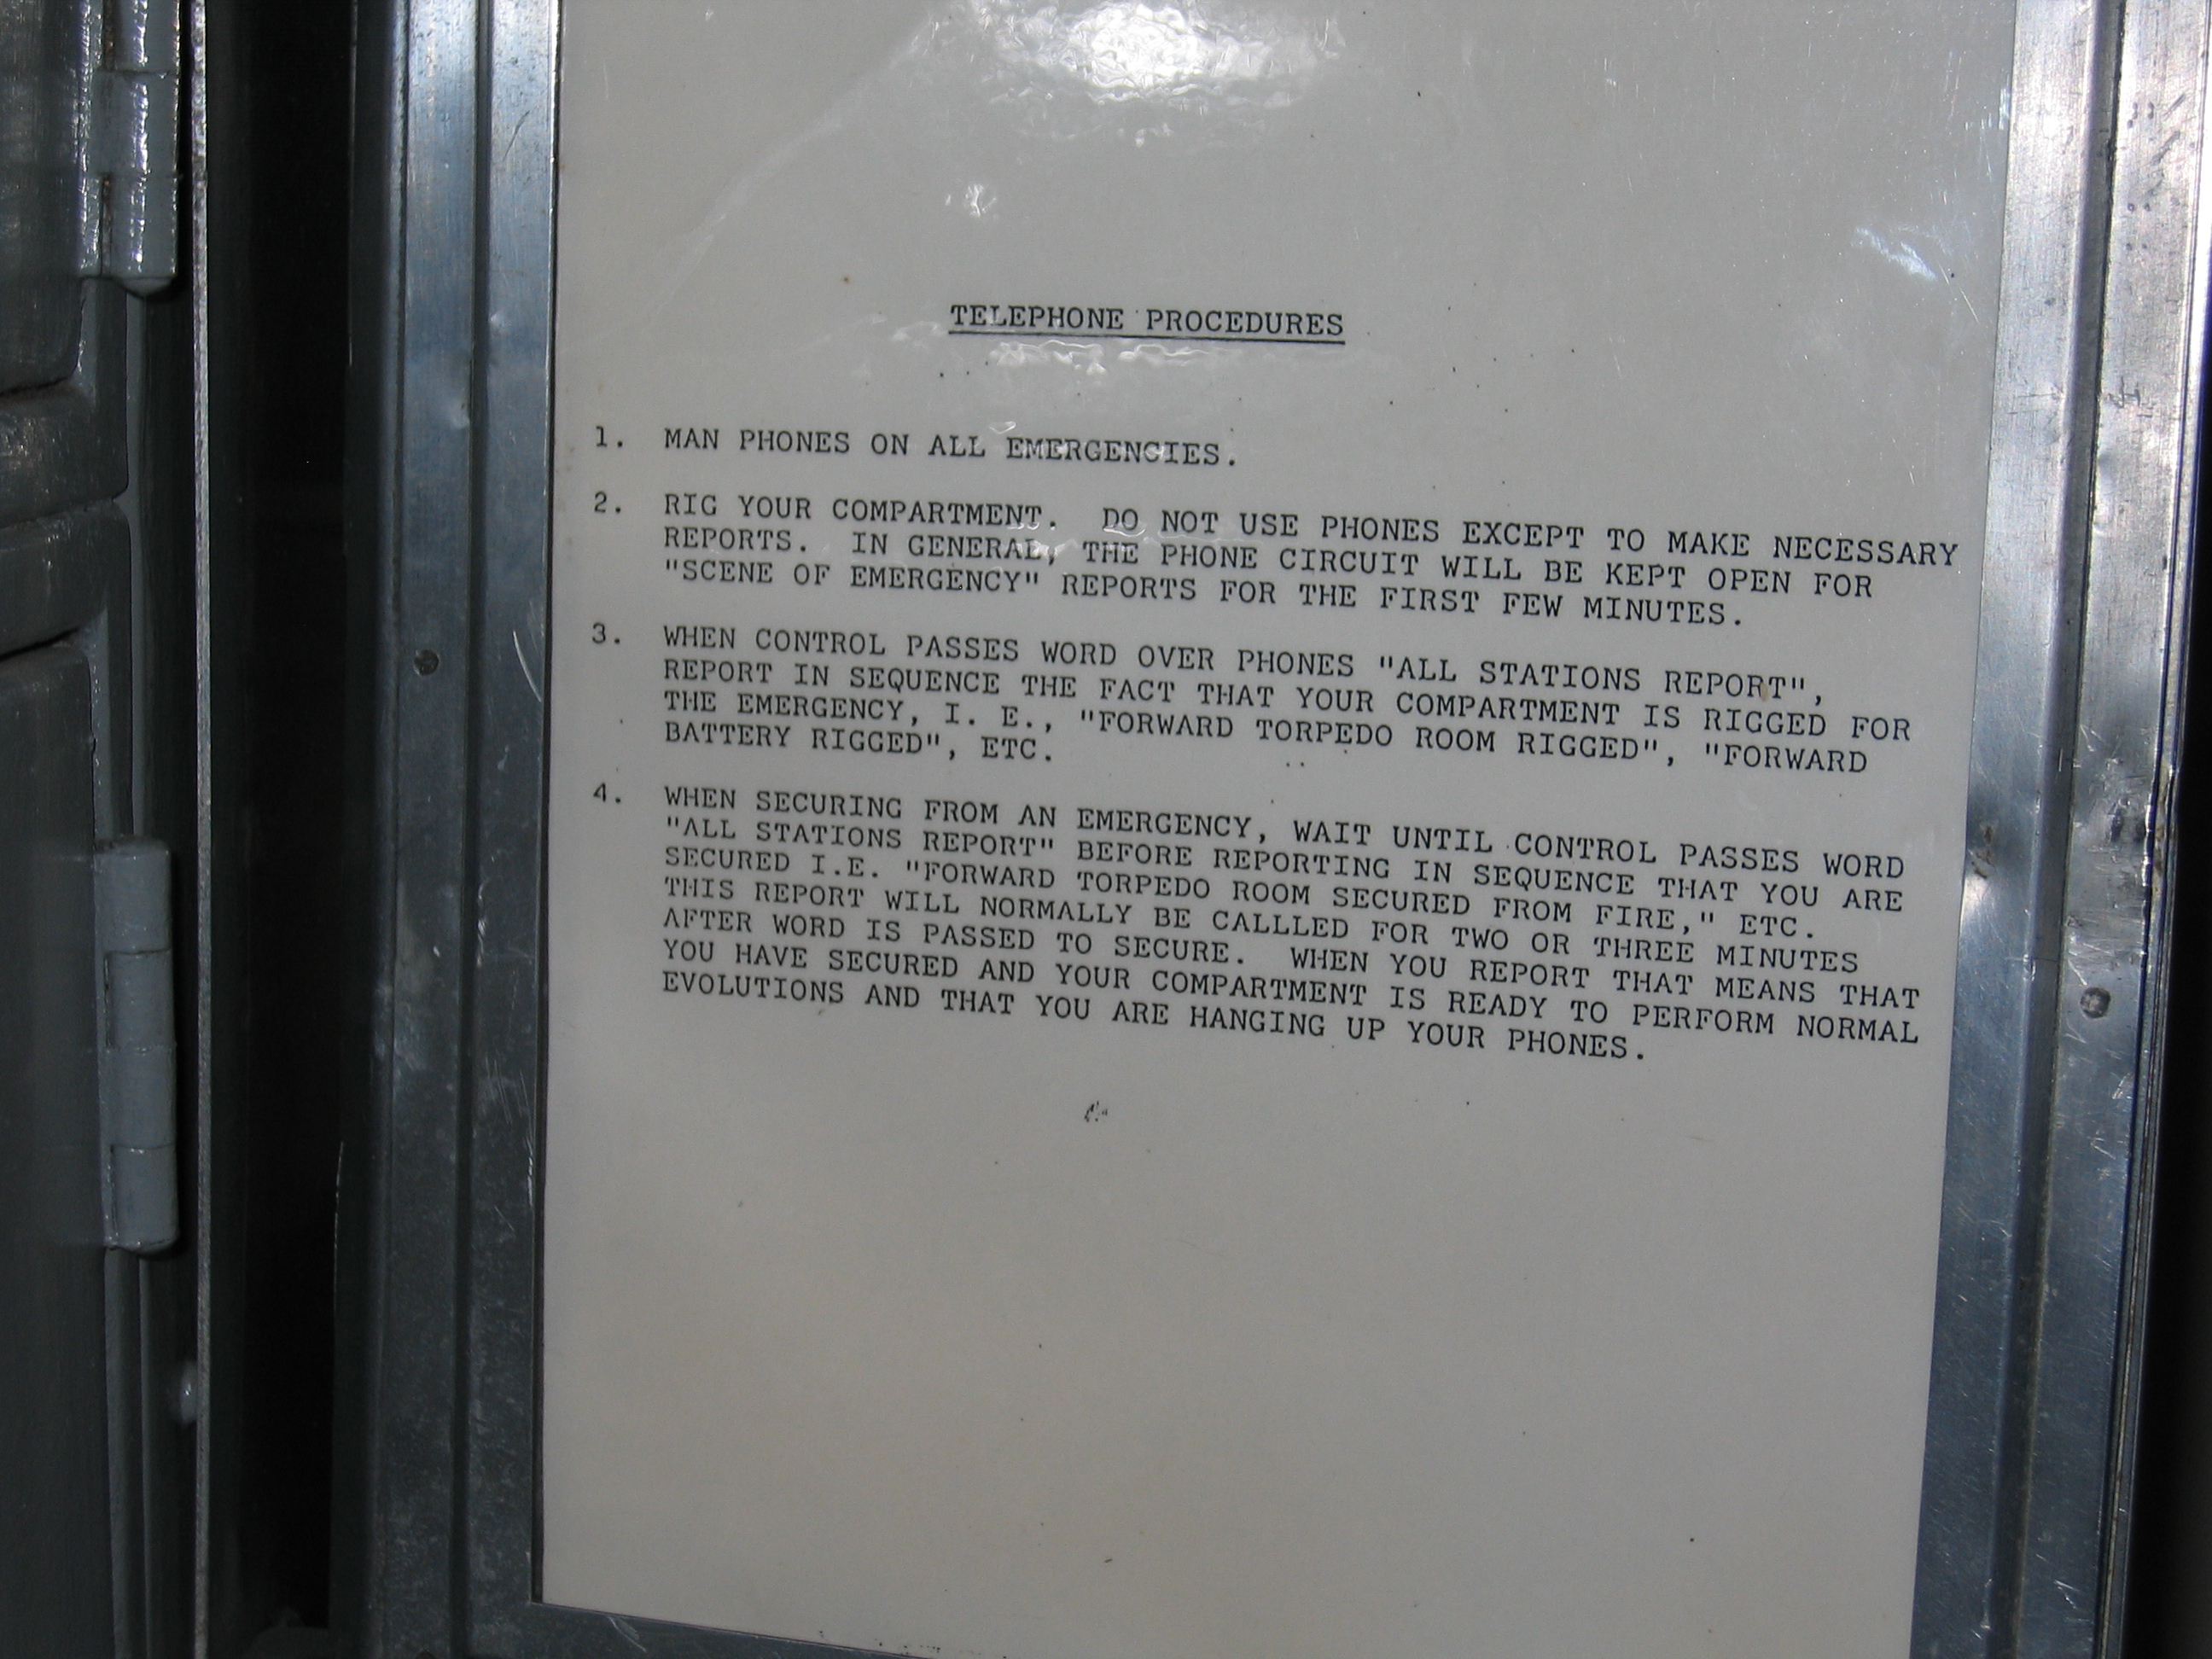 TELEPHONE PROCEDURES
1. MAN PHONES ON ALL EMERGENCIES.
2. RIG YOUR COMPARTMENT. DO NOT USE PHONES EXCEPT TO MAKE NECESSARY
REPORTS. IN GENERAL, THE PHONE CIRCUIT WILL BE KEPT OPEN FOR
"SCENE OF EMERGENCY" REPORTS FOR THE FIRST FEW MINUTES.
3. WHEN CONTROL PASSES WORD OVER PHONES "ALL STATIONS REPORT",
REPORT IN SEQUENCE THE FACT THAT YOUR COMPARTMENT IS RIGGED FOR
THE EMERGENCY, I. E., "FORWARD TORPEDO ROOM RIGGED", "FORWARD
BATTERY RIGGED", ETC.
4. WHEN SECURING FROM AN EMERGENCY, WAIT UNTIL CONTROL PASSES WORD
"ALL STATIONS REPORT" BEFORE REPORTING IN SEQUENCE THAT YOU ARE
SECURED I.E. "FORWARD TORPEDO ROOM SECURED FROM FIRE," ETC.
THIS REPORT WILL NORMALLY BE CALLLED FOR TWO OR THREE MINUTES
AFTER WORD IS PASSED TO SECURE. WHEN YOU REPORT THAT MEANS THAT
YOU HAVE SECURED AND YOUR COMPARTMENT IS READY TO PERFORM NORMAL
EVOLUTIONS AND THAT YOU ARE HANGING UP YOUR PHONES.